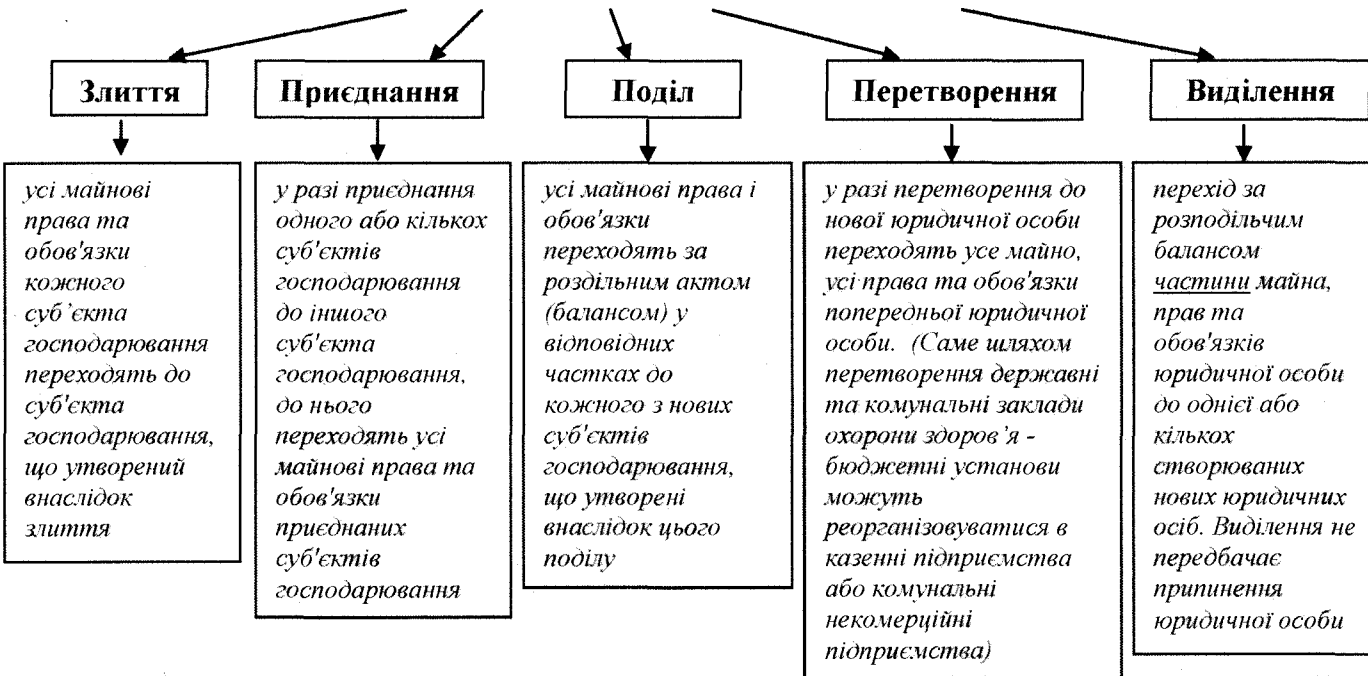 Злиття
усі майнові
права та
обов'язки
кожного
суб'єкта
господарювання
переходять до
суб'єкта
господарювання,
що утворений
внаслідок
злиття
Приєднання
у разі приєднання
одного або кількох
суб'єктів
господарювання
до іншого
суб'єкта
господарювання,
до нього
переходять усі
майнові права та
обов'язки
приєднаних
суб'єктів
господарювання
Поділ
усі майнові права і
обов'язки
переходять за
роздільним актом
(балансом) у
відповідних
частках до
кожного з нових
суб'єктів
господарювання,
що утворені
внаслідок цього
поділу
Перетворення
у разі перетворення до
нової юридичної особи
переходять усе майно,
усі права та обов'язки
попередньої юридичної
особи. (Саме шляхом
перетворення державні
та комунальні заклади
охорони здоров'я -
бюджетні установи
можуть
реорганізовуватися в
казенні підприємства
або комунальні
некомерційні
підприємства)
Виділення
перехід за
розподільчим
балансом
частини майна,
прав та
обов'язків
юридичної особи
до однієї або
кількох
створюваних
нових юридичних
осіб. Виділення не
передбачає
припинення
юридичної особи